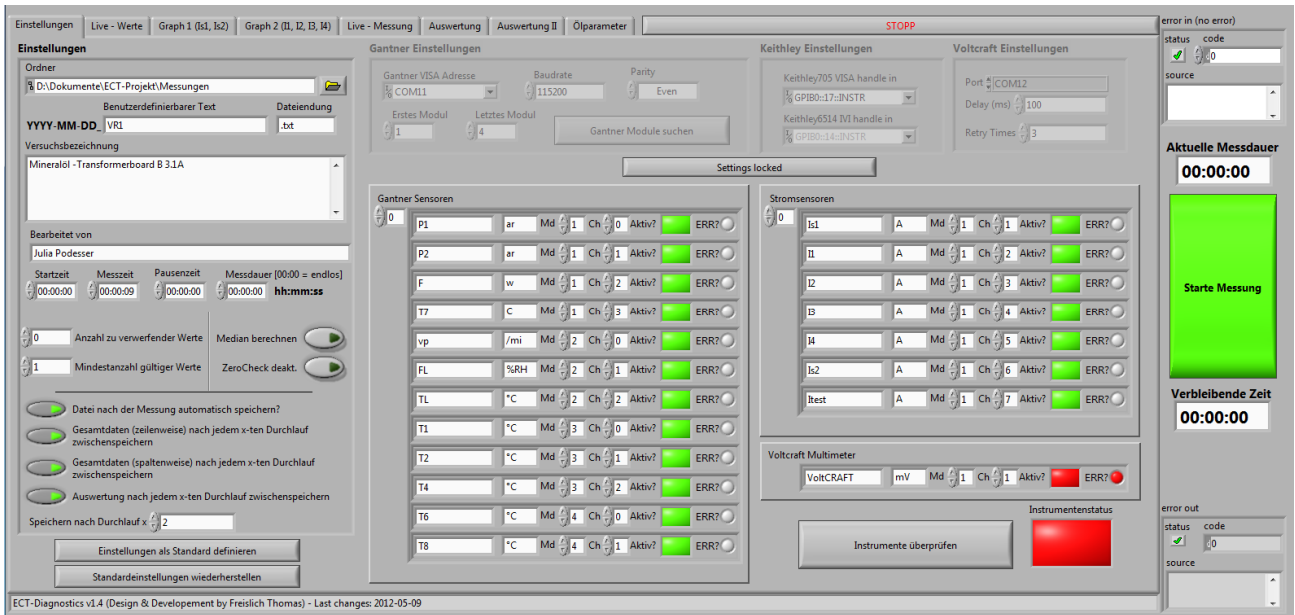 Einstellungen Live - Werte Graph 1 (Is1, Is2) Graph 2 (I1, I2, I3, I4) Live - Messung Auswertung Auswertung II Ölparameter STOPP
Einstellungen
Ordner
D:\Dokumente\ECT-Projekt\Messungen
Benutzerdefinierbarer Text Dateiendung
YYYY-MM-DD_ VR1 .txt
Versuchsbezeichnung
Mineralöl -Transformerboard B 3.1A
Bearbeitet von
Julia Podesser
Startzeit Messzeit Pausenzeit Messdauer [00:00 = endlos]
00:00:00 00:00:09 00:00:00 00:00:00 hh:mm:ss
0 Anzahl zu verwerfender Werte Median berechnen
1 Mindestanzahl gültiger Werte ZeroCheck deakt.
Datei nach der Messung automatisch speichern?
Gesamtdaten (zeilenweise) nach jedem x-ten Durchlauf
zwischenspeichern
Gesamtdaten (spaltenweise) nach jedem x-ten Durchlauf
zwischenspeichern
Auswertung nach jedem x-ten Durchlauf zwischenspeichern
Speichern nach Durchlauf x 2
Einstellungen als Standard definieren
Standardeinstellungen wiederherstellen
Gantner Einstellungen
Gantner VISA Adresse Baudrate Parity
COM11 115200 Even
Erstes Modul Letztes Modul
1 4 Gantner Module suchen
Keithley Einstellungen
Keithley705 VISA handle in
GPIB0::17::INSTR
Keithley6514 IVI handle in
GPIB0::14::INSTR
Voltcraft Einstellungen
Port COM12
Delay (ms) 100
Retry Times 3
Settings locked
Gantner Sensoren
0
P1 ar Md 1 Ch 0 Aktiv? ERR?
P2 ar Md 1 Ch 1 Aktiv? ERR?
F w Md 1 Ch 2 Aktiv? ERR?
T7 C Md 1 Ch 3 Aktiv? ERR?
vp /mi Md 2 Ch 0 Aktiv? ERR?
FL %RH Md 2 Ch 1 Aktiv? ERR?
TL °C Md 2 Ch 2 Aktiv? ERR?
T1 °C Md 3 Ch 0 Aktiv? ERR?
T2 °C Md 3 Ch 1 Aktiv? ERR?
T4 °C Md 3 Ch 2 Aktiv? ERR?
T6 °C Md 4 Ch 0 Aktiv? ERR?
T8 °C Md 4 Ch 1 Aktiv? ERR?
Stromsensoren
0
Is1 A Md 1 Ch 1 Aktiv? ERR?
I1 A Md 1 Ch 2 Aktiv? ERR?
I2 A Md 1 Ch 3 Aktiv? ERR?
I3 A Md 1 Ch 4 Aktiv? ERR?
I4 A Md 1 Ch 5 Aktiv? ERR?
Is2 A Md 1 Ch 6 Aktiv? ERR?
Itest A Md 1 Ch 7 Aktiv? ERR?
Voltcraft Multimeter
VoltCRAFT mV Md 1 Ch 1 Aktiv? ERR?
Instrumentenstatus
Instrumente überprüfen
error in (no error)
status code
0
source
Aktuelle Messdauer
00:00:00
Starte Messung
Verbleibende Zeit
00:00:00
error out
status code
0
source
ECT-Diagnostics v1.4 (Design & Developement by Freislich Thomas) - Last changes: 2012-05-09